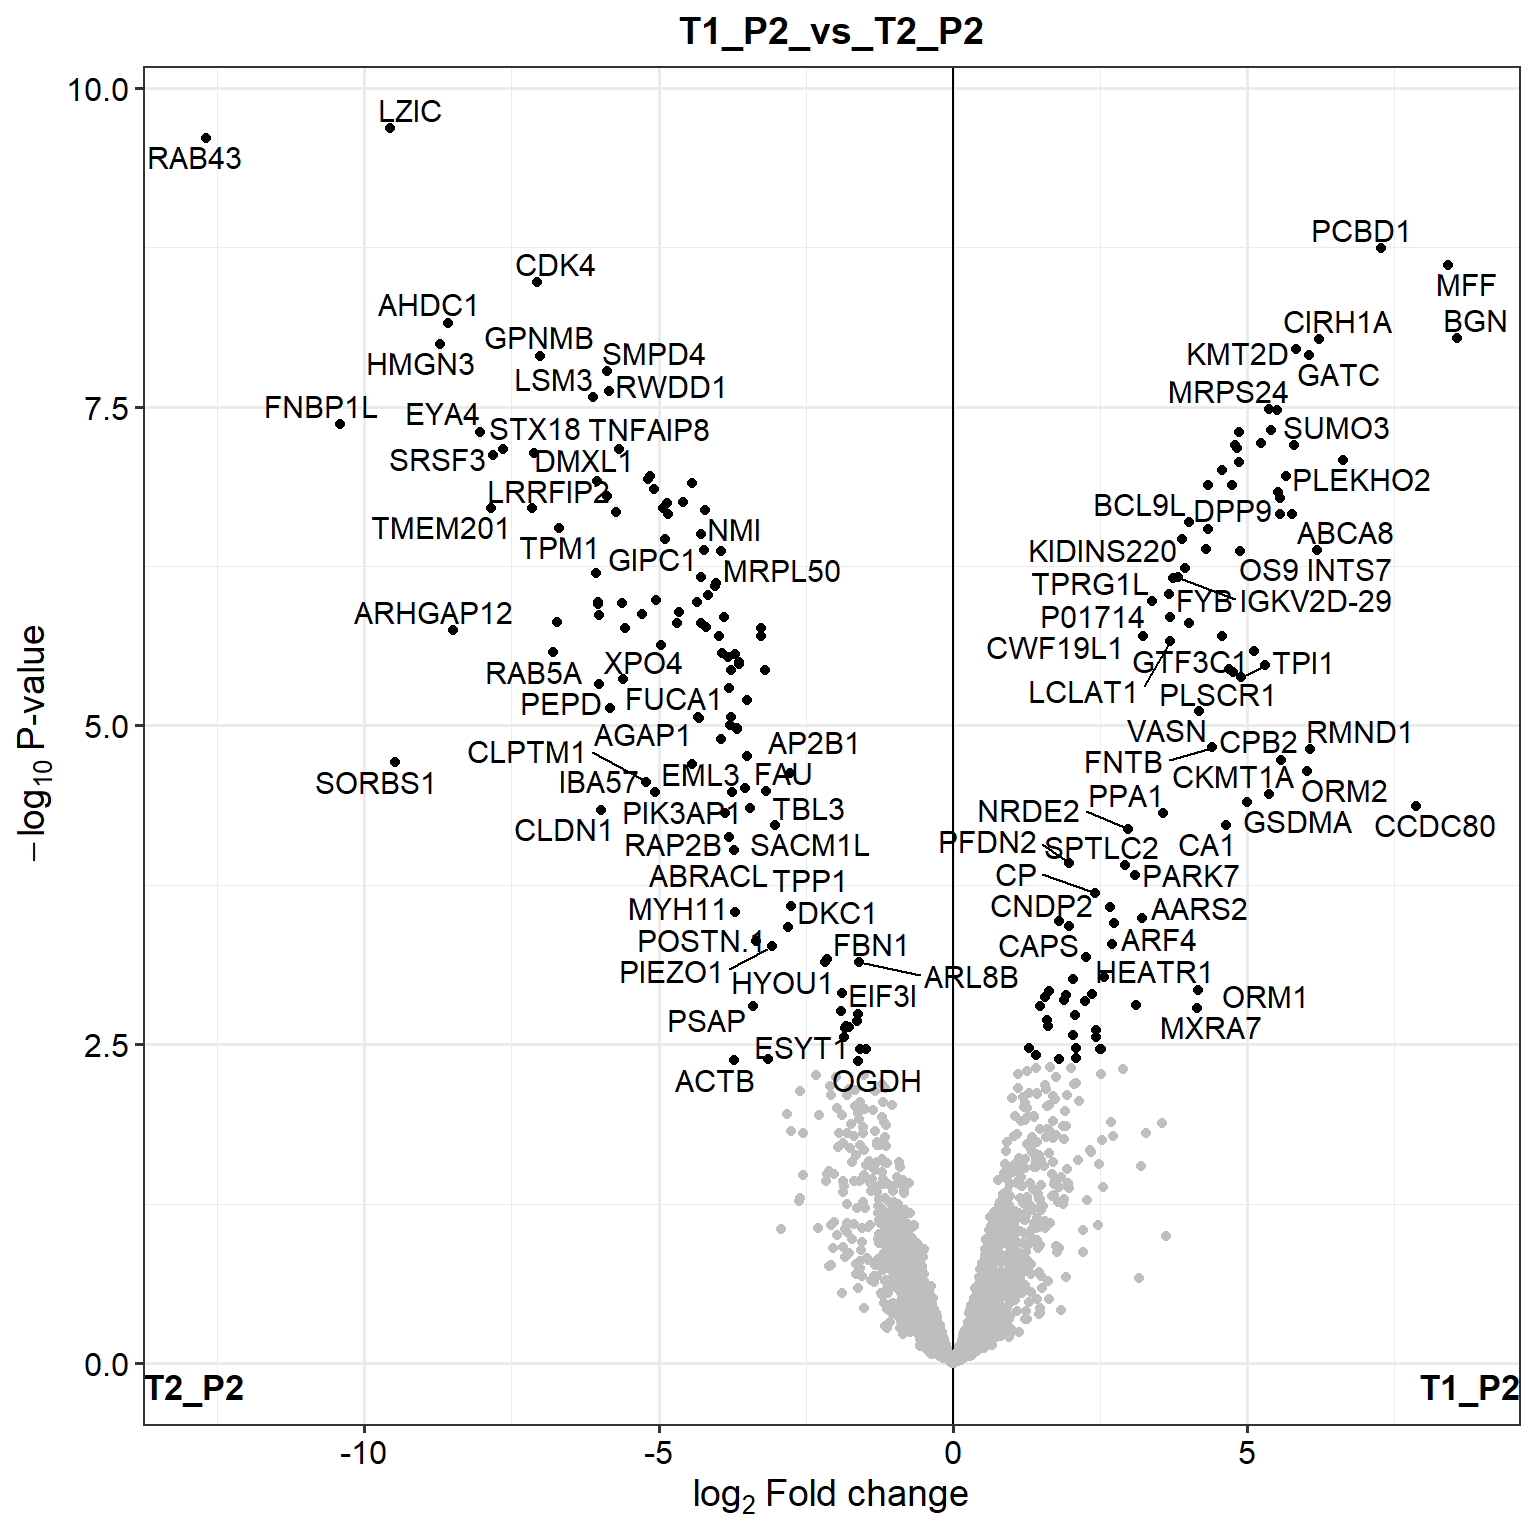 T1_P2_vs_T2_P2
10.0
LZIC
RAB43
PCBD1
CDK4
MFF
AHDC1
BGN
CIRH1A
GPNMB
SMPD4
KMT2D
HMGN3
GATC
LSM3
RWDD1
MRPS24
7.5
FNBP1L
EYA4
STX18
TNFAIP8
SUMO3
SRSF3
DMXL1
PLEKHO2
LRRFIP2
BCL9L
DPP9
TMEM201
NMI
ABCA8
TPM1
KIDINS220
GIPC1
MRPL50
OS9
INTS7
TPRG1L
FYB
IGKV2D-29
ARHGAP12
P01714
CWF19L1
XPO4
GTF3C1
TPI1
RAB5A
LCLAT1
PLSCR1
PEPD
FUCA1
5.0
VASN
AGAP1
AP2B1
CPB2
RMND1
CLPTM1
FNTB
IBA57
EML3
FAU
CKMT1A
SORBS1
ORM2
PPA1
NRDE2
PIK3AP1
TBL3
GSDMA
CCDC80
CLDN1
PFDN2
RAP2B
SACM1L
SPTLC2
CA1
ABRACL
TPP1
CP
PARK7
MYH11
DKC1
CNDP2
AARS2
POSTN.1
FBN1
CAPS
ARF4
PIEZO1
HYOU1
ARL8B
HEATR1
EIF3I
ORM1
PSAP
MXRA7
2.5
ESYT1
ACTB
OGDH
0.0
T2_P2
T1_P2
-10
-5
0
5
log2 Fold change
−log10 P-value